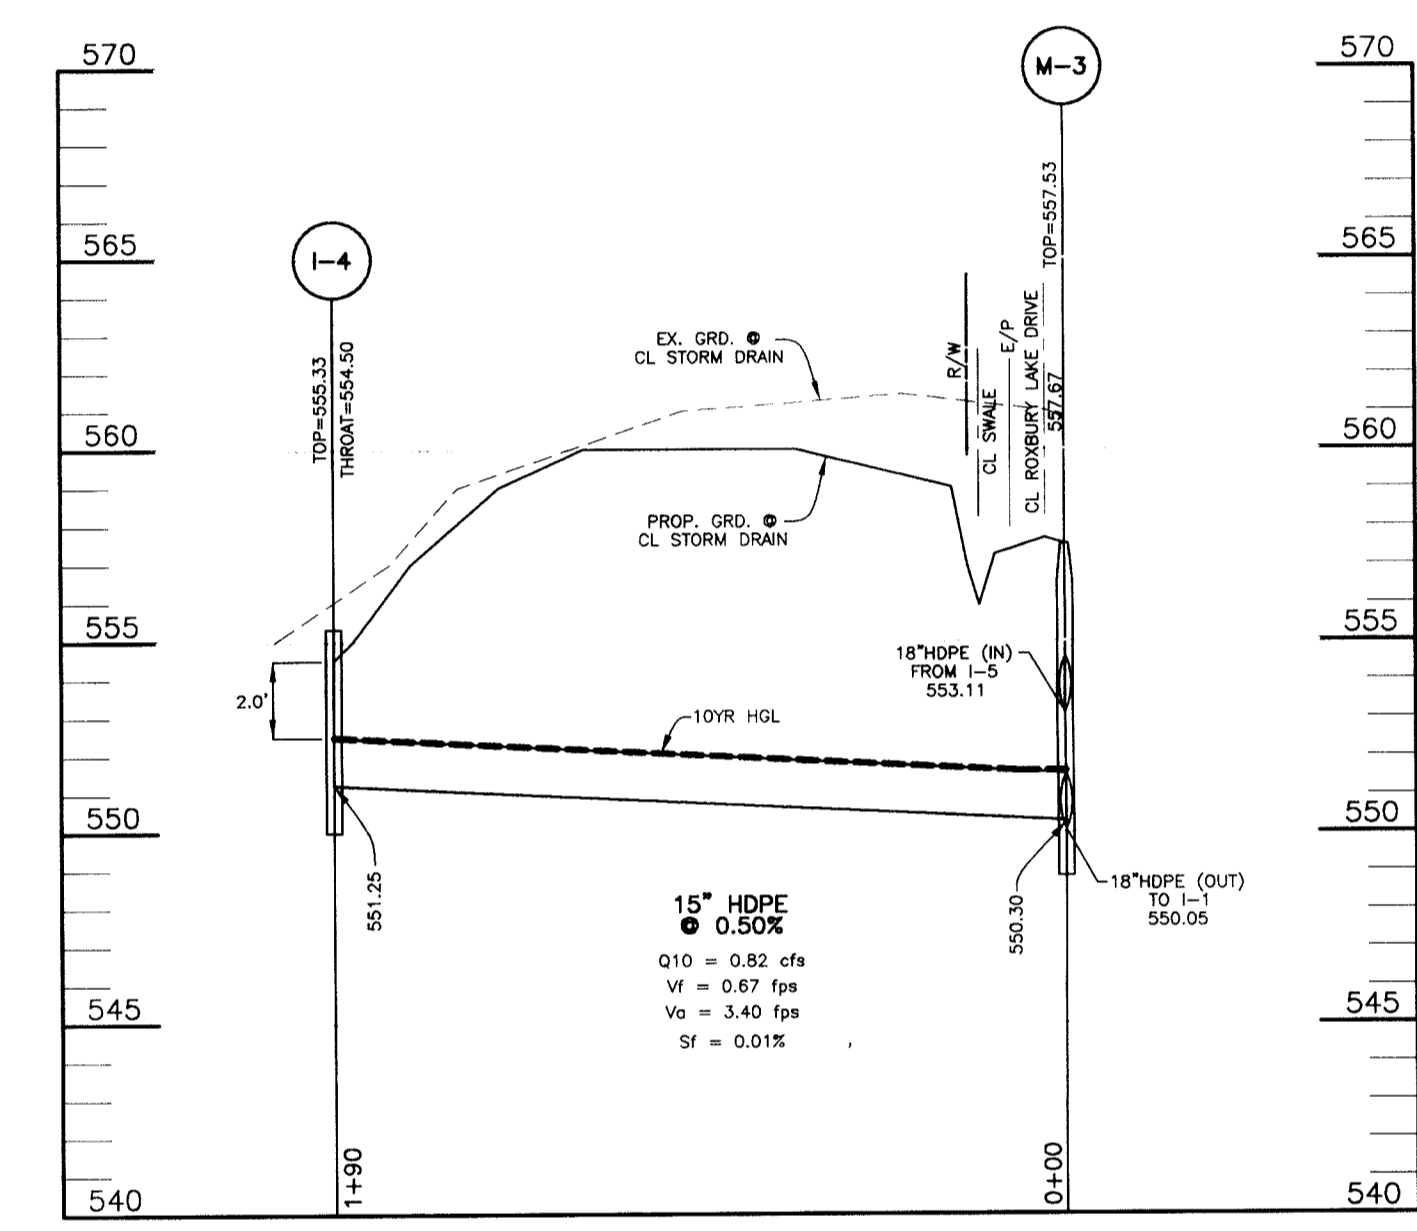 570
570
M-3
565
565
I-4
TOP=557.53
TOP=555.33
THROAT=554.50
EX. GRD. @
CL STORM DRAIN
R/W
CL SWALE
E/P
CL ROXBURY LAKE DRIVE
557.67
560
560
PROP. GRD. @
CL STORM DRAIN
555
555
2.0'
18"HDPE (IN)
FROM I-5
553.11
10YR HGL
550
550
551.25
15" HDPE
@ 0.50%
Q10 = 0.82 cfs
Vf = 0.67 fps
Va = 3.40 fps
Sf = 0.01%
550.30
18"HDPE (OUT)
TO I-1
550.05
545
545
1+90
0+00
540
540